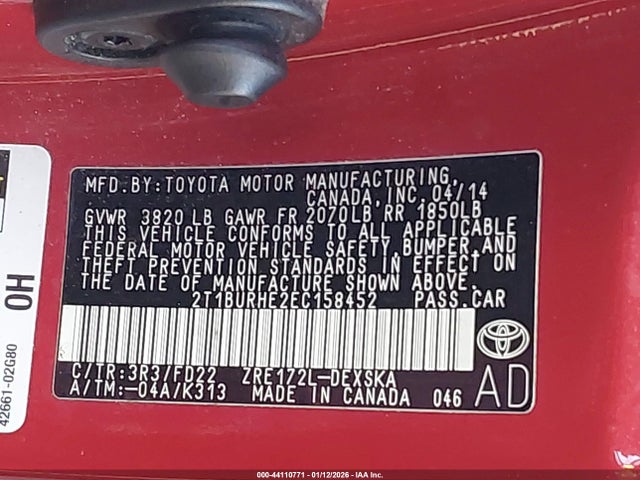 MFD.BY:TOYOTA MOTOR MANUFACTURING,
CANADA,INC. 04/14
GVWR 3820 LB GAWR FR 2070LB RR 1850LB
THIS VEHICLE CONFORMS TO ALL APPLICABLE
FEDERAL MOTOR VEHICLE SAFETY,BUMPER,AND
THEFT PREVENTION STANDARDS IN EFFECT ON
THE DATE OF MANUFACTURE SHOWN ABOVE.
2T1BURHE2EC158452 PASS.CAR
C/TR:3R3/FD22 ZRE172L-DEXSKA
A/TM:-04A/K313 MADE IN CANADA 046
AD
42661-02G80
OH
000-44110771 - 01/12/2026 - IAA Inc.